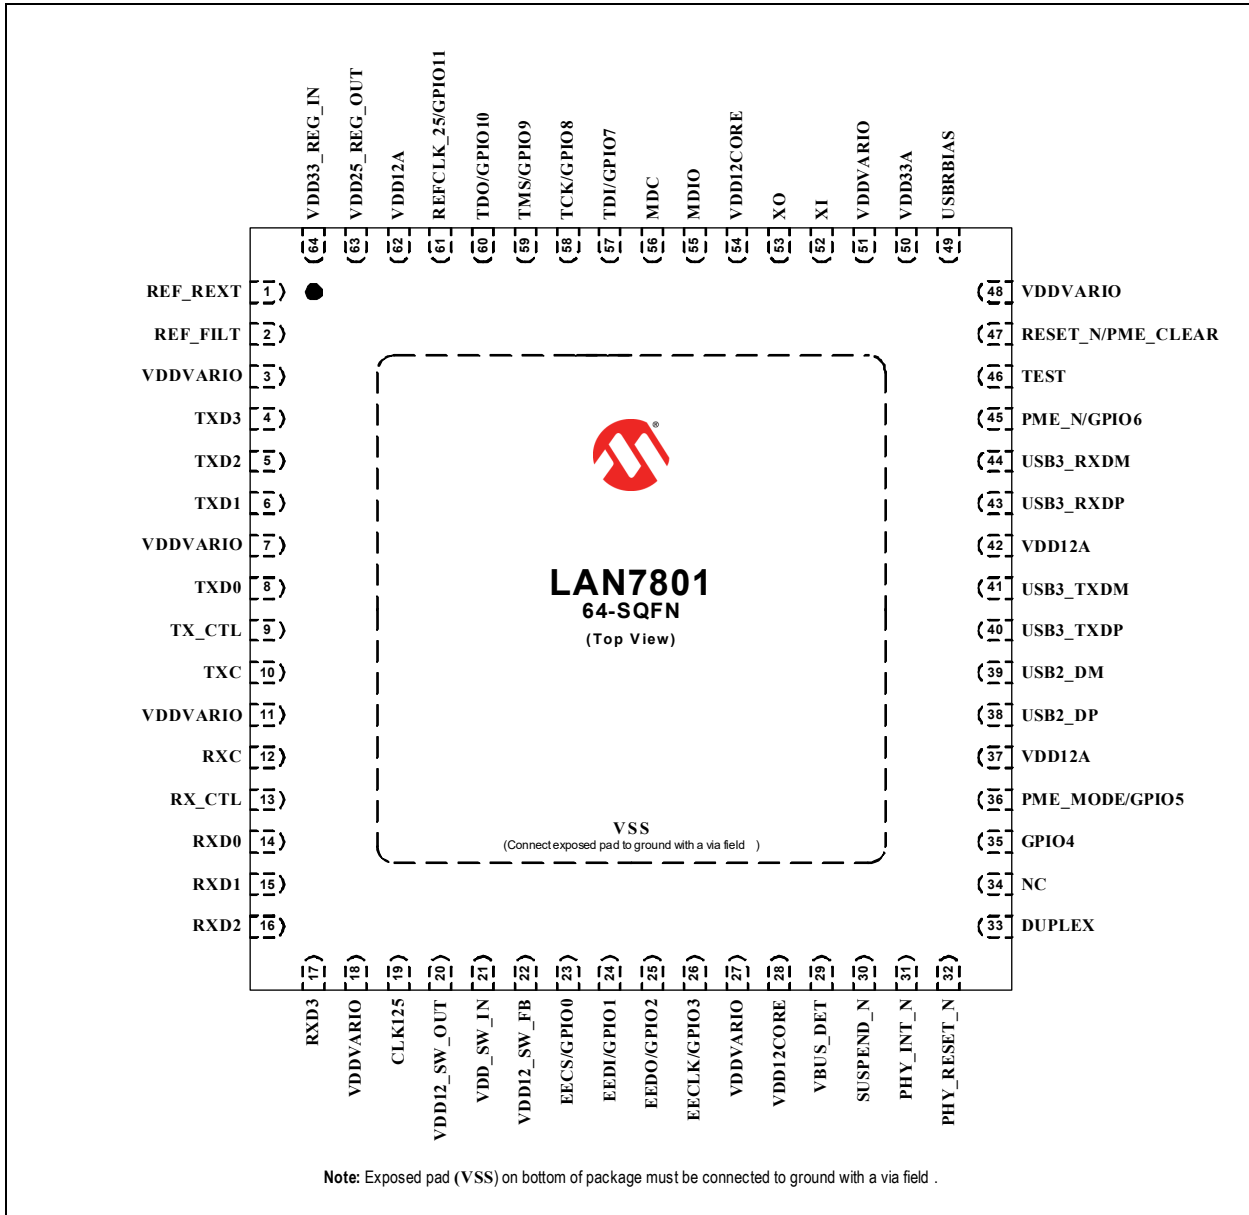 VDD33_REG_IN
VDD25_REG_OUT
VDD12A
REFCLK_25/GPIO11
TDO/GPIO10
TMS/GPIO9
TCK/GPIO8
TDI/GPIO7
MDC
MDIO
VDD12CORE
XO
XI
VDDVARIO
VDD33A
USBRBIAS
64
63
62
61
60
59
58
57
56
55
54
53
52
51
50
49
REF_REXT 1
REF_FILT 2
VDDVARIO 3
TXD3 4
TXD2 5
TXD1 6
VDDVARIO 7
TXD0 8
TX_CTL 9
TXC 10
VDDVARIO 11
RXC 12
RX_CTL 13
RXD0 14
RXD1 15
RXD2 16
48 VDDVARIO
47 RESET_N/PME_CLEAR
46 TEST
45 PME_N/GPIO6
44 USB3_RXDM
43 USB3_RXDP
42 VDD12A
41 USB3_TXDM
40 USB3_TXDP
39 USB2_DM
38 USB2_DP
37 VDD12A
36 PME_MODE/GPIO5
35 GPIO4
34 NC
33 DUPLEX
®
LAN7801
64-SQFN
(Top View)
VSS
(Connect exposed pad to ground with a via field )
17
18
19
20
21
22
23
24
25
26
27
28
29
30
31
32
RXD3
VDDVARIO
CLK125
VDD12_SW_OUT
VDD_SW_IN
VDD12_SW_FB
EECS/GPIO0
EEDI/GPIO1
EEDO/GPIO2
EECLK/GPIO3
VDDVARIO
VDD12CORE
VBUS_DET
SUSPEND_N
PHY_INT_N
PHY_RESET_N
Note: Exposed pad (VSS) on bottom of package must be connected to ground with a via field .